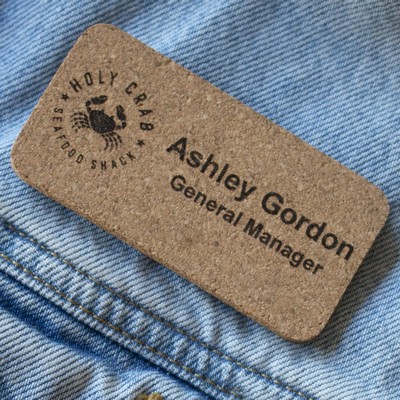 HOLY CRAB
SEAFOOD SHACK
Ashley Gordon
General Manager